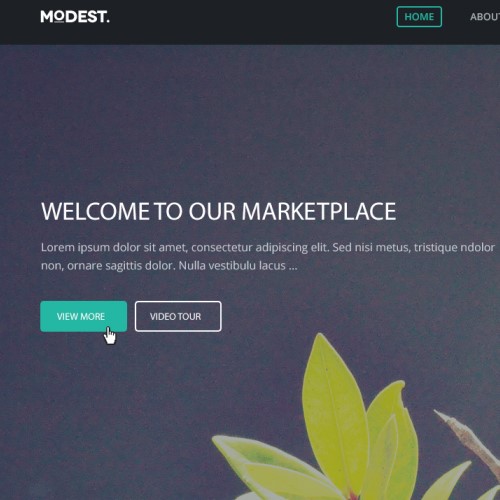 MODEST.
HOME
WELCOME TO OUR MARKETPLACE
Lorem ipsum dolor sit amet, consectetur adipiscing elit. Sed nisi metus, tristique ndolor
non, ornare sagittis dolor. Nulla vestibulu lacus ...
VIEW MORE
VIDEO TOUR